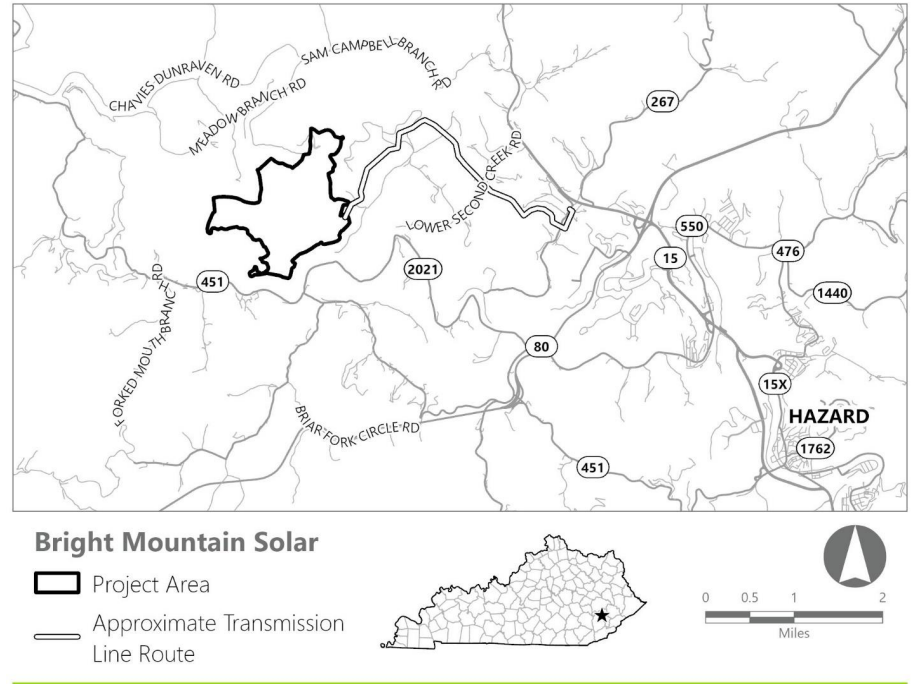 SAM CAMPBELL BRANCH RD
CHAVIES DUNRAVEN RD
MEADOW BRANCH RD
267
LOWER SECOND CREEK RD
550
15
476
2021
451
1440
FORKED MOUTH BRANCH RD
80
15X
HAZARD
BRIAR FORK CIRCLE RD
1762
451
Bright Mountain Solar
Project Area
Approximate Transmission
Line Route
0 0.5 1 2
Miles